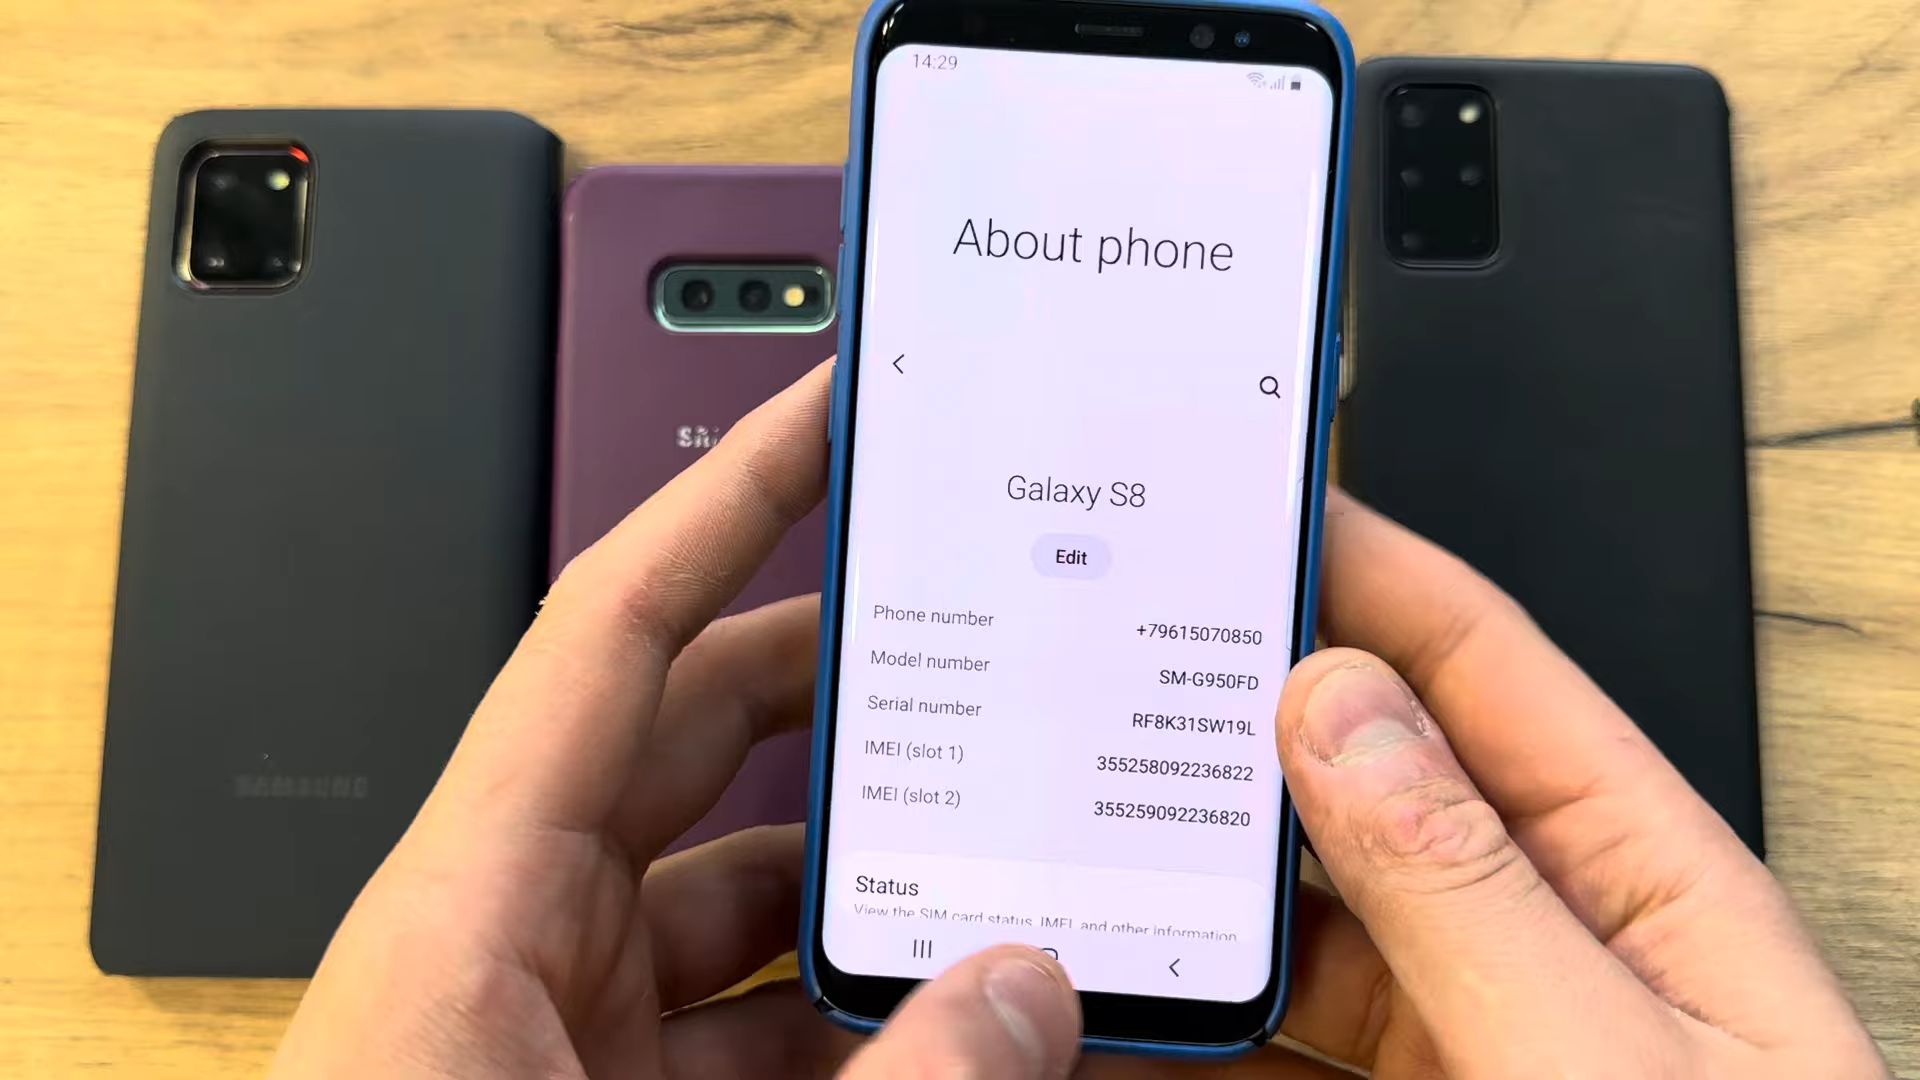 14:29
About phone
Galaxy S8
Edit
Phone number +79615070850
Model number SM-G950FD
Serial number RF8K31SW19L
IMEI (slot 1) 355258092236822
IMEI (slot 2) 355259092236820
Status
View the SIM card status, IMEI, and other information.
SAMSUNG